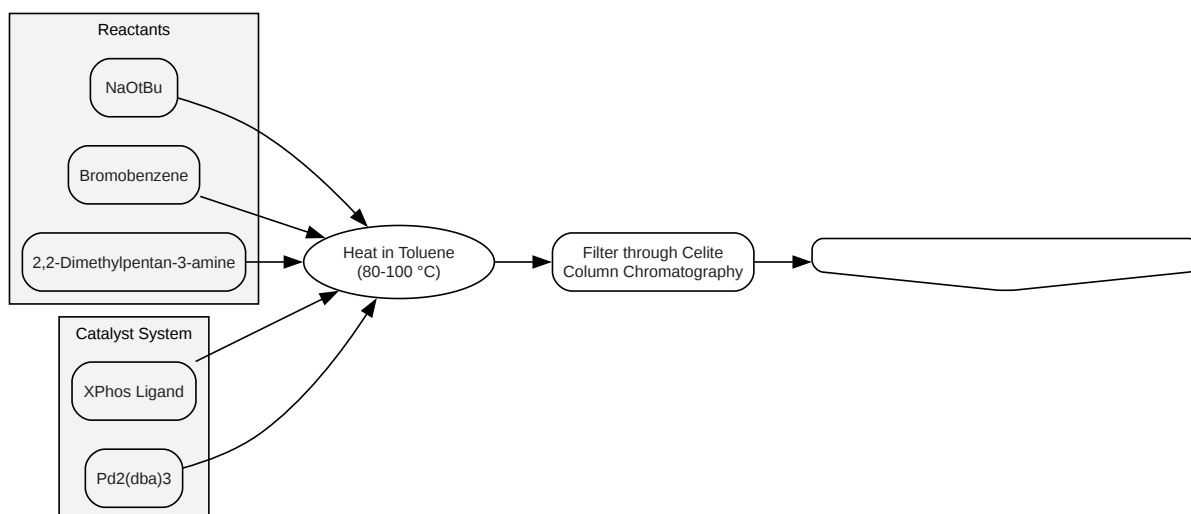 Reactants
NaOtBu
Bromobenzene
2,2-Dimethylpentan-3-amine
Heat in Toluene
(80-100 °C)
Filter through Celite
Column Chromatography
Catalyst System
XPhos Ligand
Pd2(dba)3